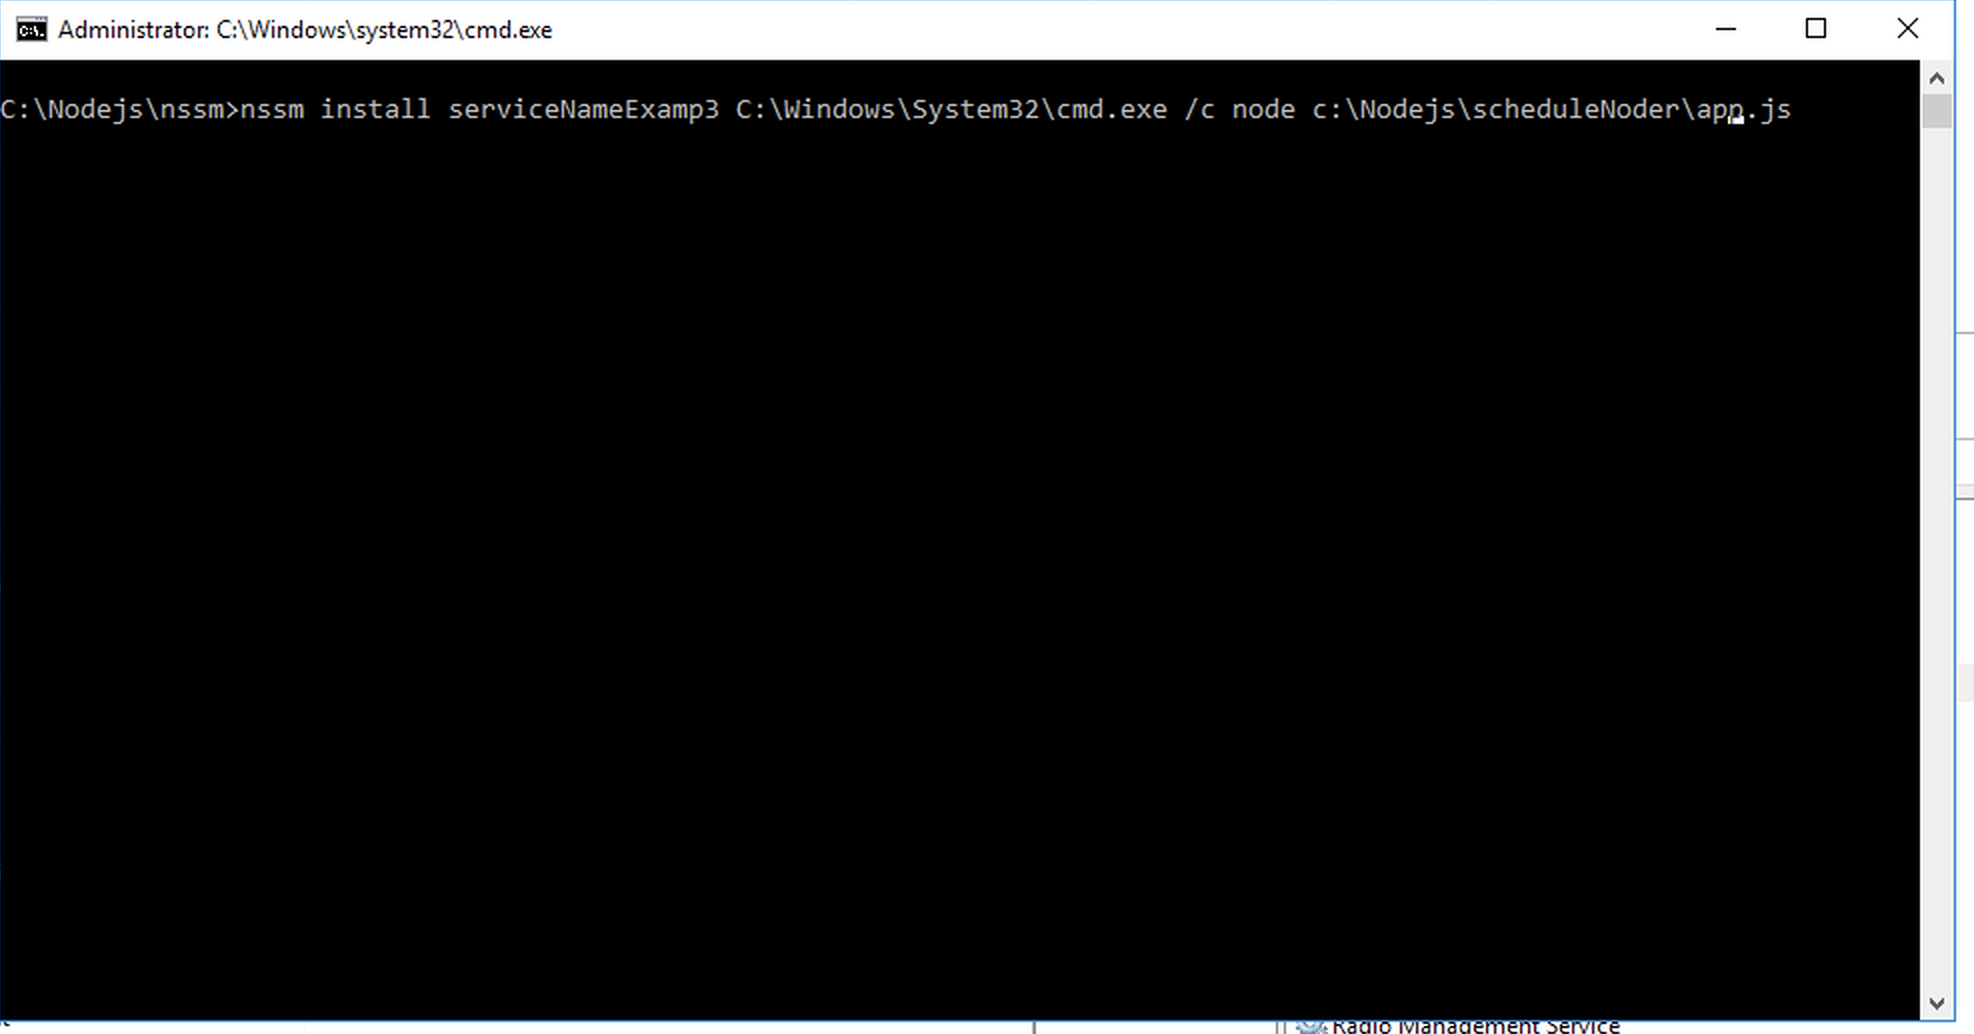 Administrator: C:\Windows\system32\cmd.exe
C:\Nodejs\nssm>nssm install serviceNameExamp3 C:\Windows\System32\cmd.exe /c node c:\Nodejs\scheduleNoder\app.js
Radio Management Service